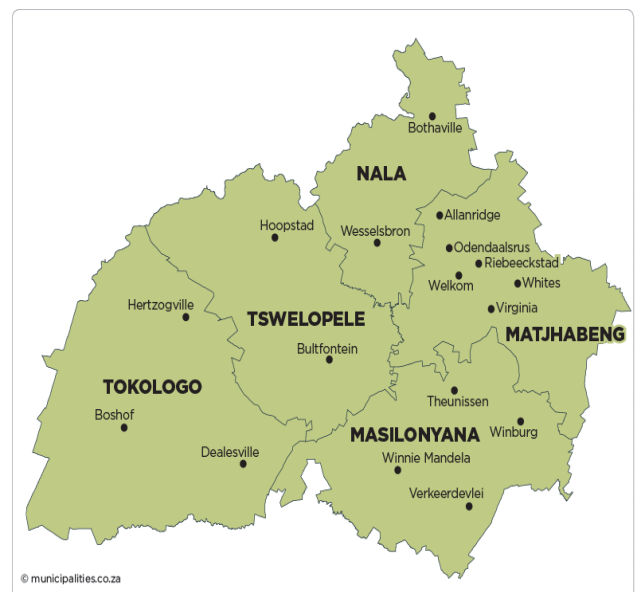 Bothaville
NALA
Allanridge
Hoopstad
Wesselsbron
Odendaalsrus
Riebeeckstad
Welkom
Whites
Hertzogville
Virginia
TSWELOPELE
MATJHABENG
Bultfontein
TOKOLOGO
Theunissen
Boshof
MASILONYANA
Winburg
Dealesville
Winnie Mandela
Verkeerdevlei
© municipalities.co.za